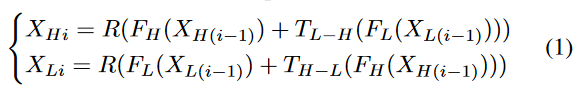 X_{Hi} = R(F_H(X_{H(i-1)}) + T_{L-H}(F_L(X_{L(i-1)}))) (1)
X_{Li} = R(F_L(X_{L(i-1)}) + T_{H-L}(F_H(X_{H(i-1)})))